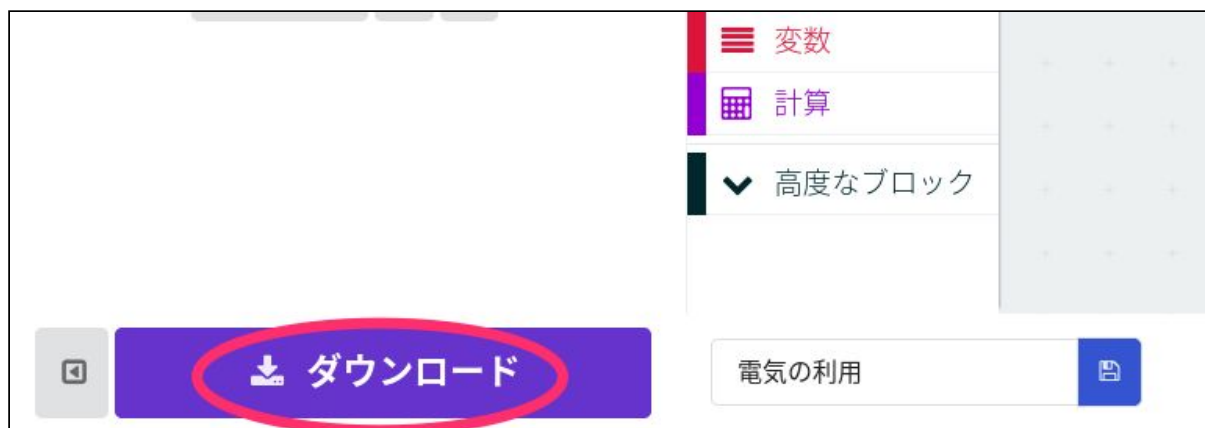 変数
計算
高度なブロック
ダウンロード
電気の利用